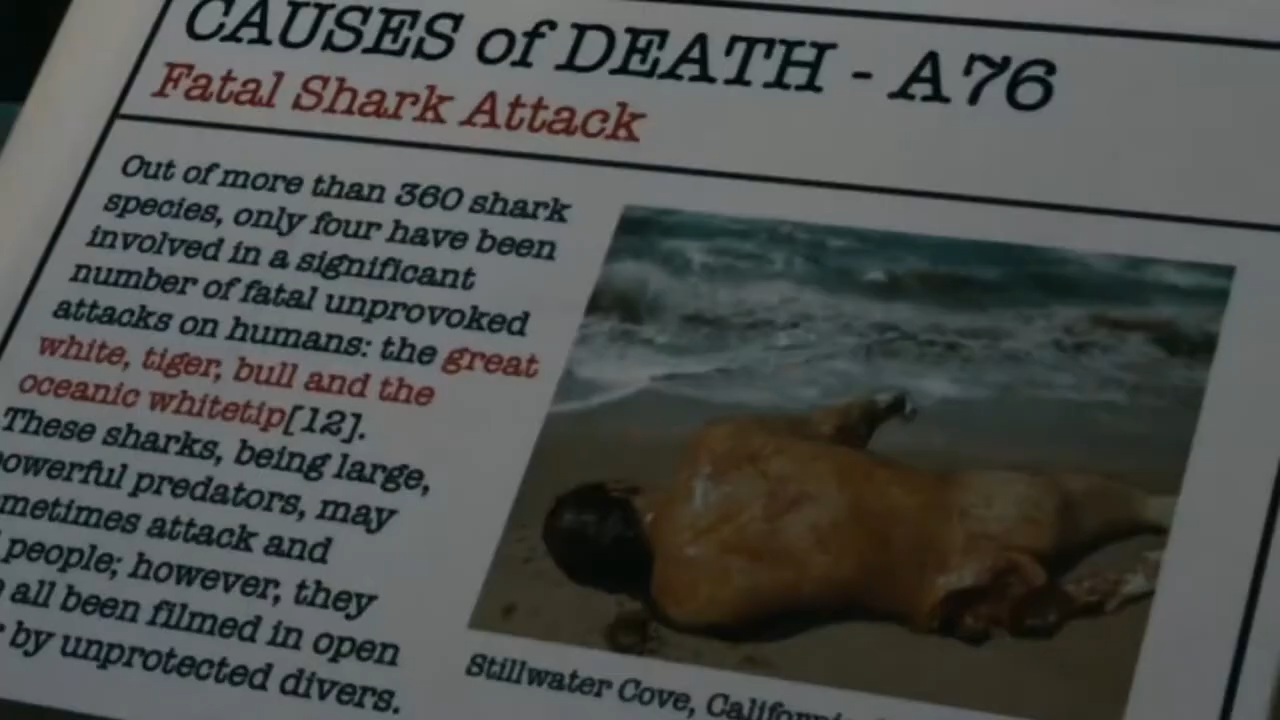 CAUSES of DEATH - A76
Fatal Shark Attack
Out of more than 360 shark
species, only four have been
involved in a significant
number of fatal unprovoked
attacks on humans: the great
white, tiger, bull and the
oceanic whitetip[12].
These sharks, being large,
powerful predators, may
sometimes attack and
people; however, they
all been filmed in open
by unprotected divers.
Stillwater Cove, California